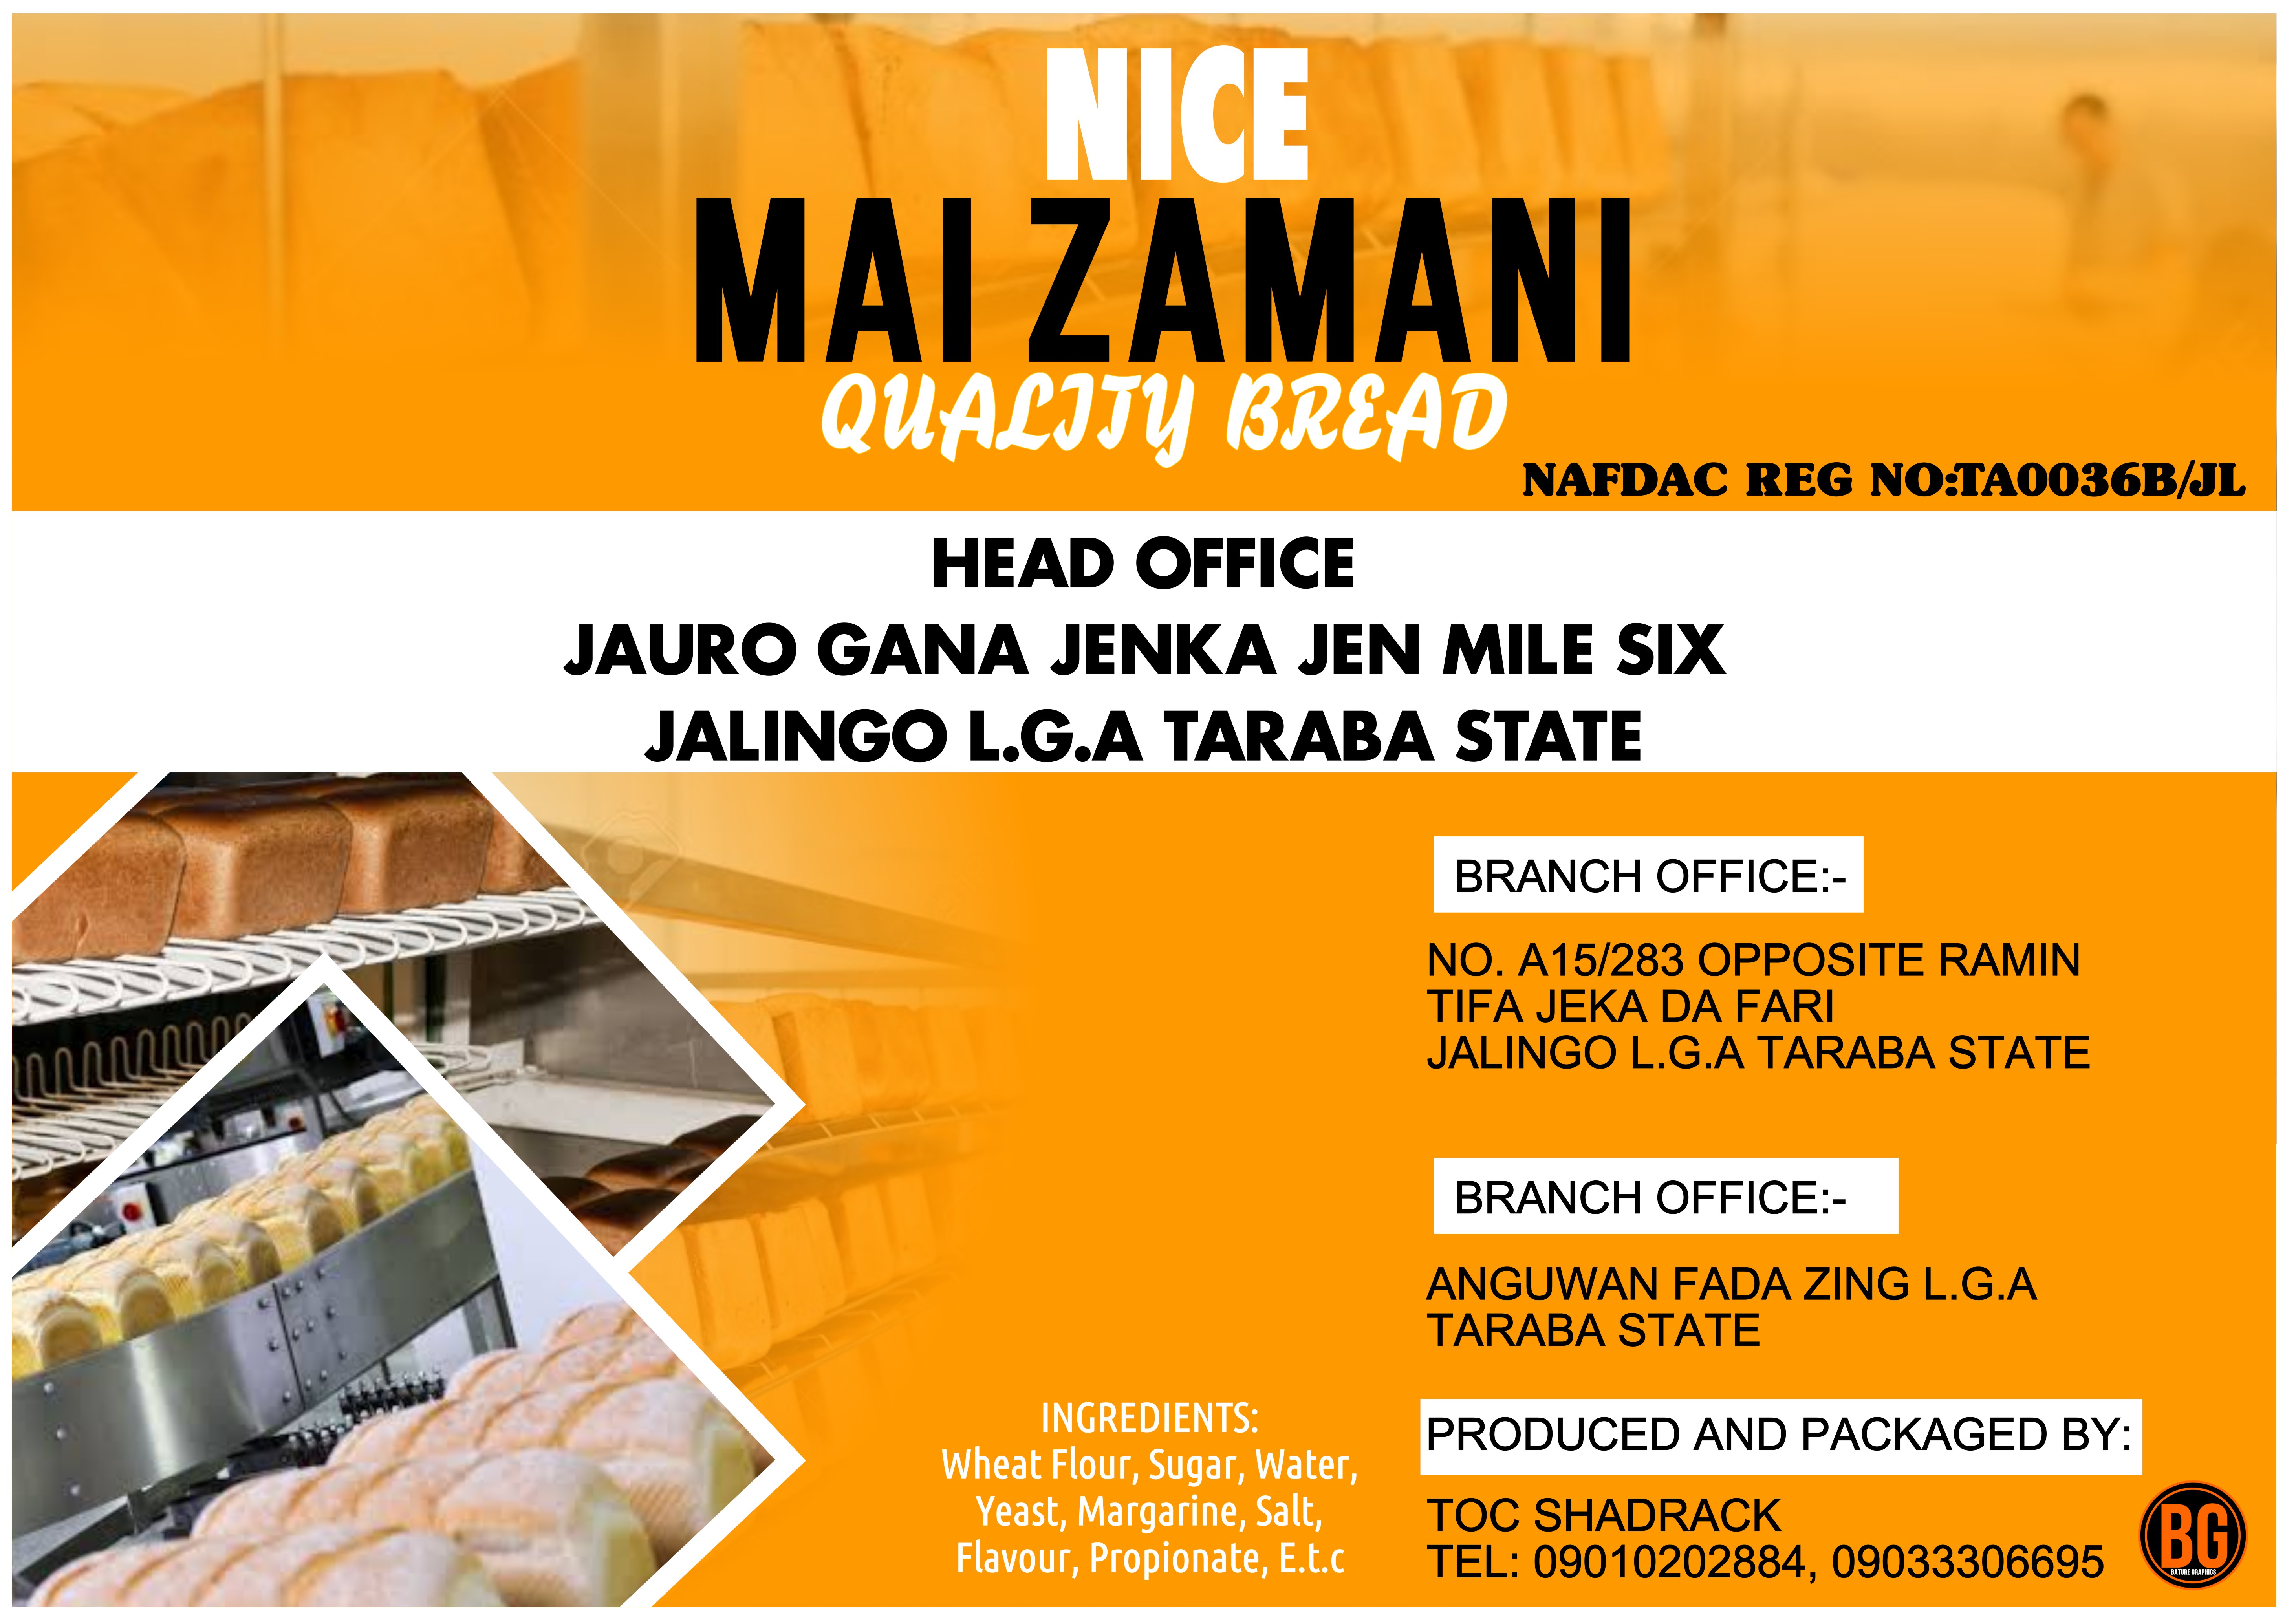 NICE
MAI ZAMANI
QUALITY BREAD
NAFDAC REG NO:TA0036B/JL
HEAD OFFICE
JAURO GANA JENKA JEN MILE SIX
JALINGO L.G.A TARABA STATE
BRANCH OFFICE:-
NO. A15/283 OPPOSITE RAMIN
TIFA JEKA DA FARI
JALINGO L.G.A TARABA STATE
BRANCH OFFICE:-
ANGUWAN FADA ZING L.G.A
TARABA STATE
INGREDIENTS:
Wheat Flour, Sugar, Water,
Yeast, Margarine, Salt,
Flavour, Propionate, E.t.c
PRODUCED AND PACKAGED BY:
TOC SHADRACK
TEL: 09010202884, 09033306695
BG
BATURE GRAPHICS